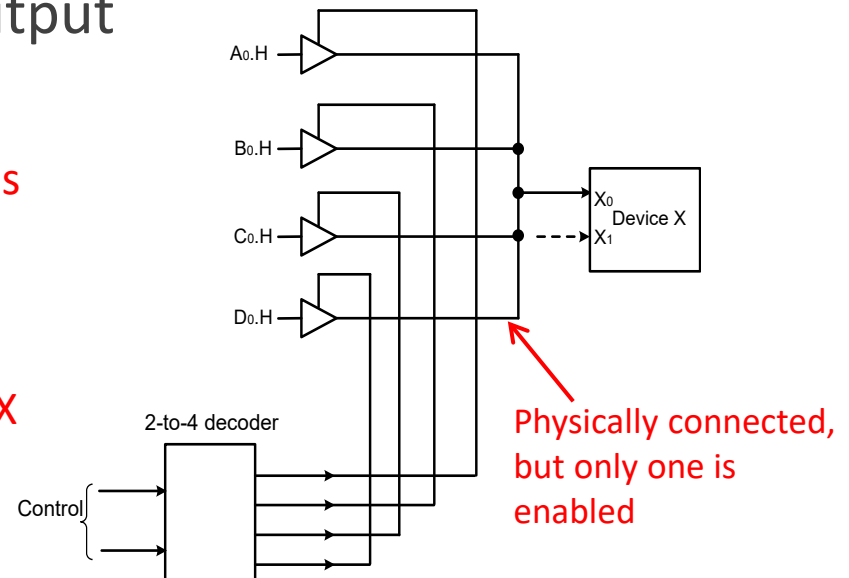 utput
A0.H
s
B0.H
C0.H
X0
Device X
X1
D0.H
x
2-to-4 decoder
Physically connected,
but only one is
enabled
Control